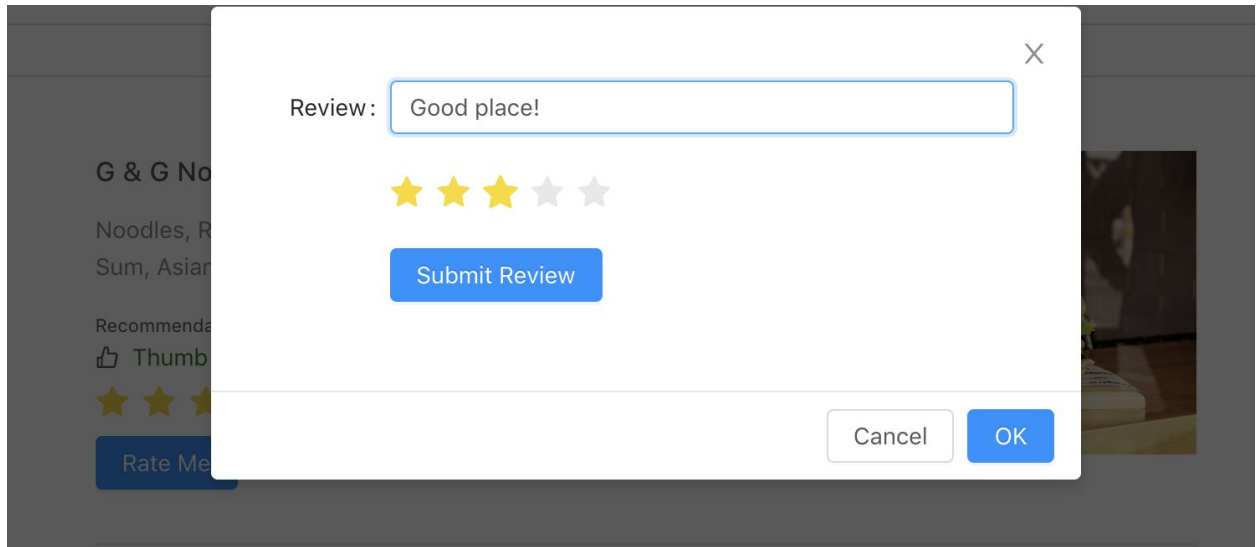 Review :
Good place!
G & G No
Noodles, R
Sum, Asian
Submit Review
Recommenda
Thumb
Rate Me
Cancel
OK